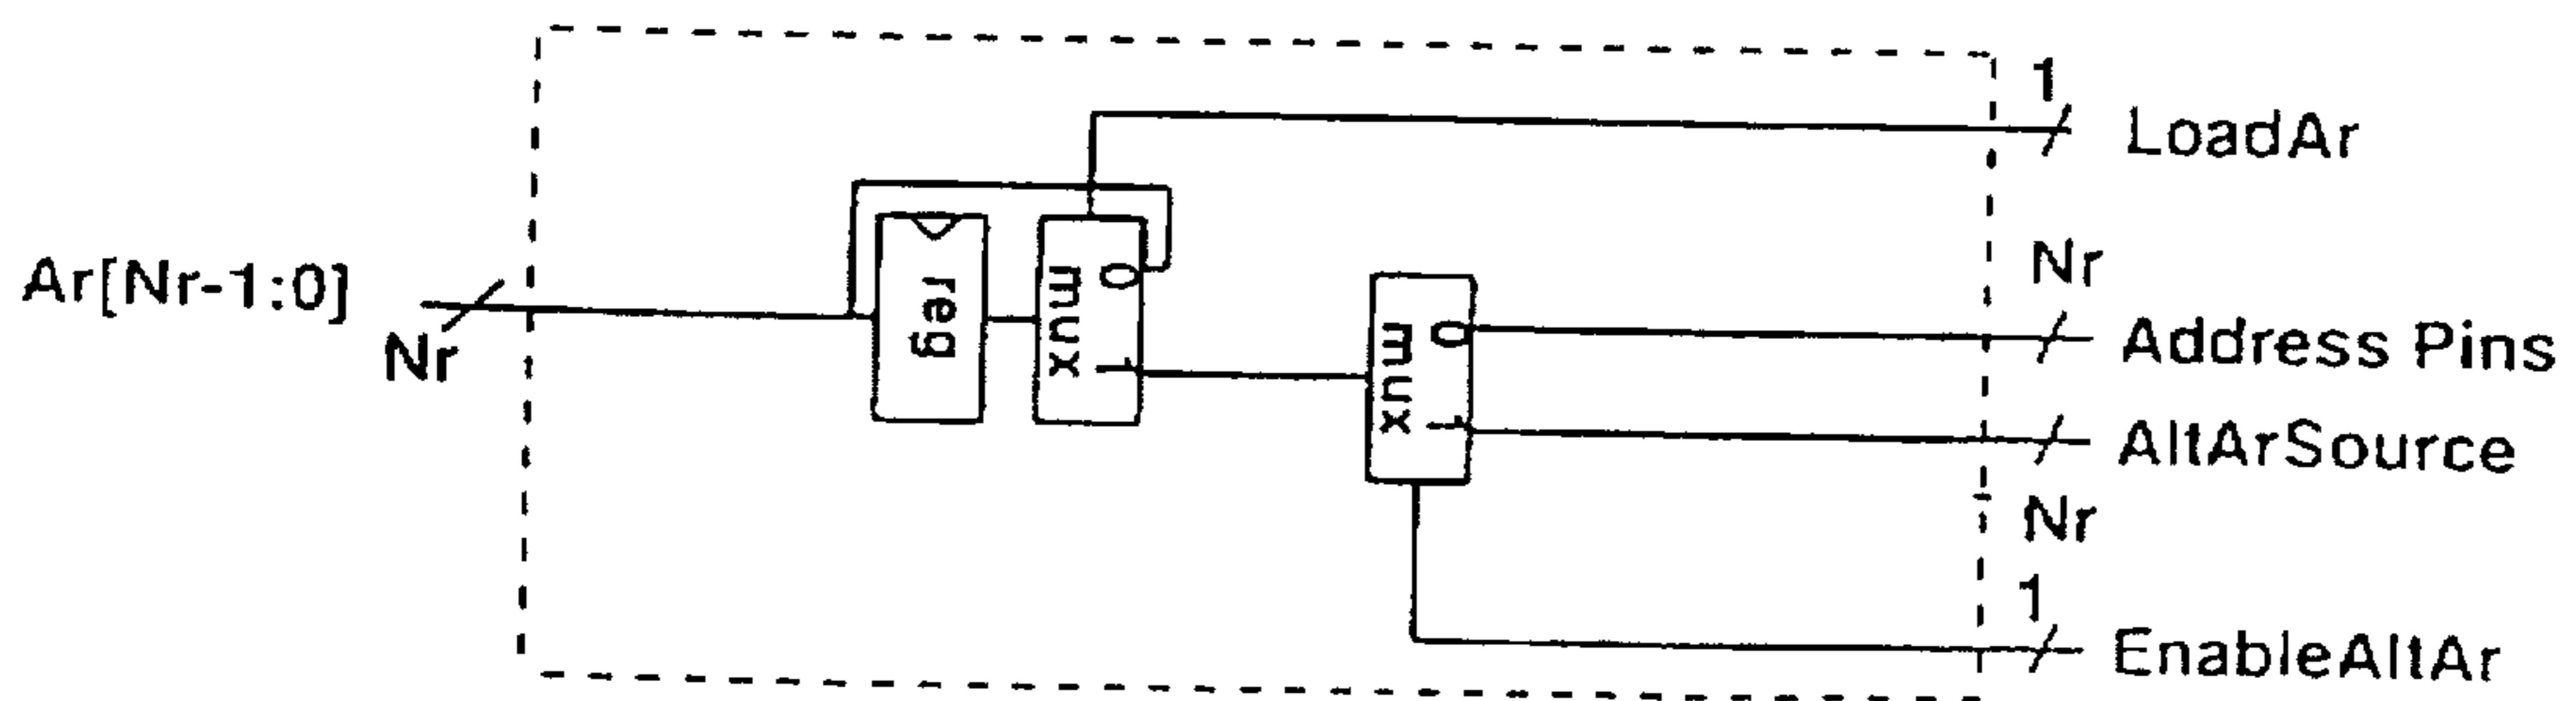 1
LoadAr
Nr
Ar[Nr-1:0]
Nr
reg
mux
0
1
mux
0
1
Address Pins
AltArSource
Nr
1
EnableAltAr